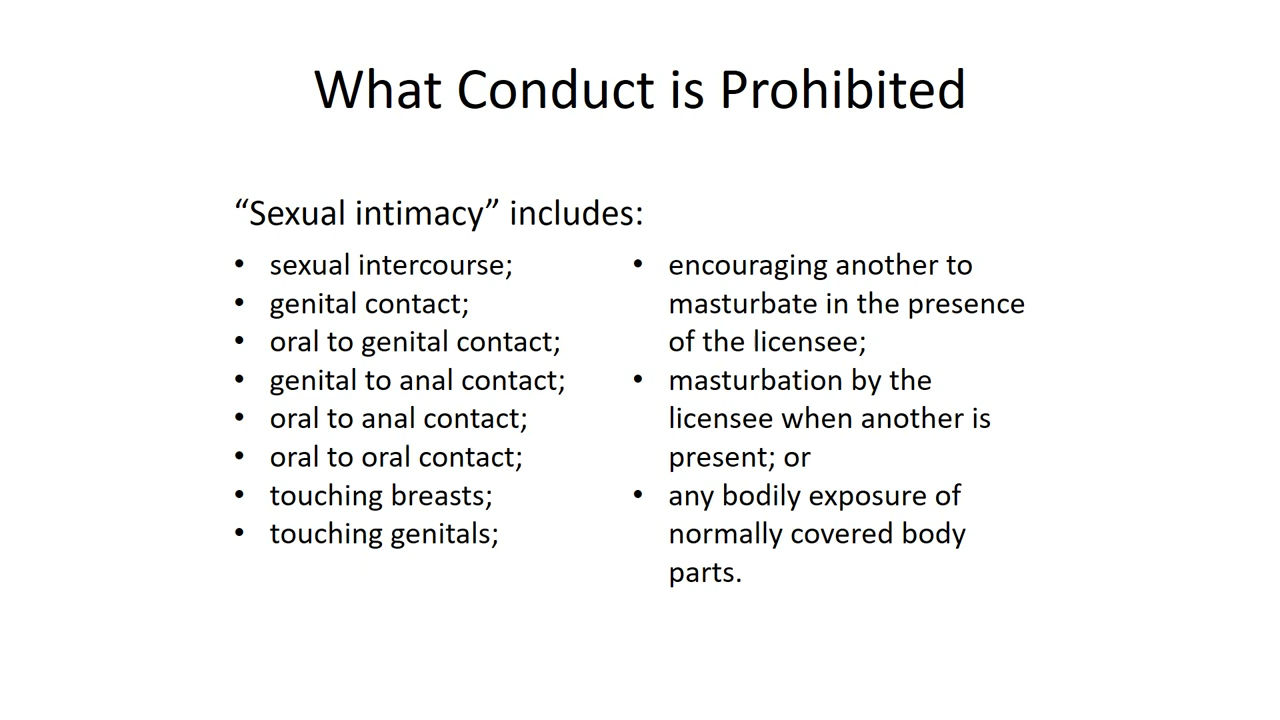 What Conduct is Prohibited
“Sexual intimacy” includes:
• sexual intercourse;
• genital contact;
• oral to genital contact;
• genital to anal contact;
• oral to anal contact;
• oral to oral contact;
• touching breasts;
• touching genitals;
• encouraging another to
masturbate in the presence
of the licensee;
• masturbation by the
licensee when another is
present; or
• any bodily exposure of
normally covered body
parts.